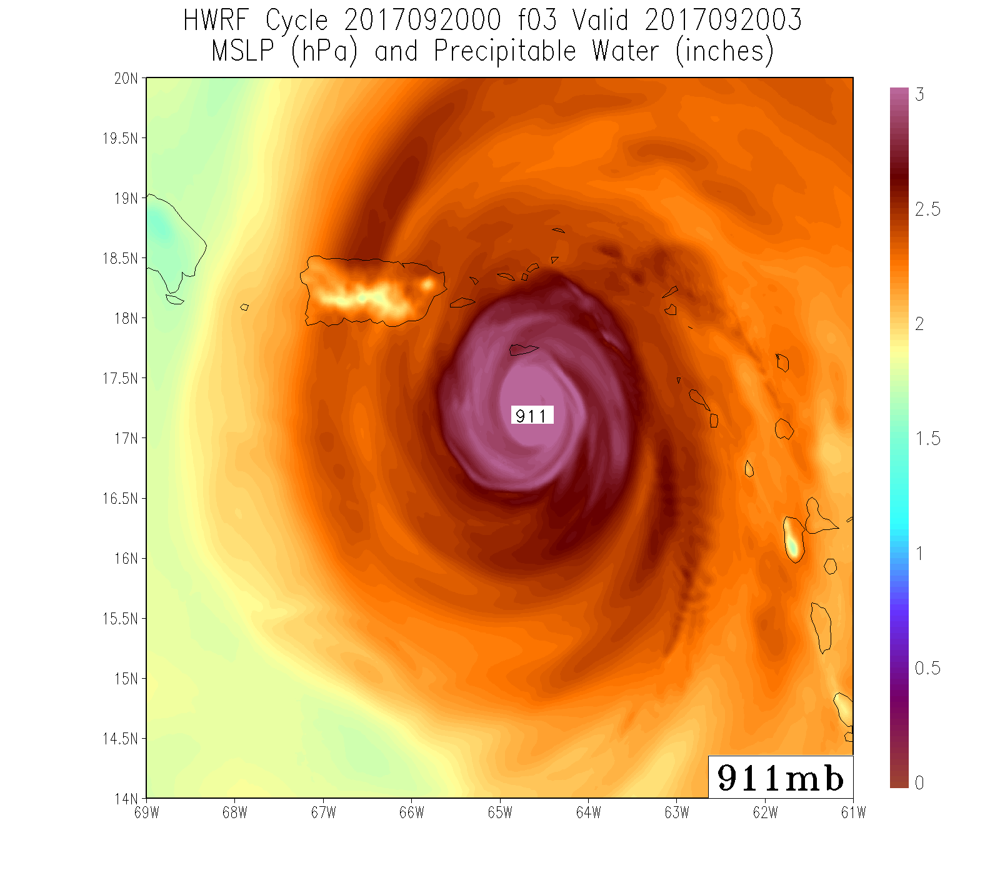 HWRF Cycle 2017092000 f03 Valid 2017092003
MSLP (hPa) and Precipitable Water (inches)
20N
19.5N
19N
18.5N
18N
17.5N
17N
16.5N
16N
15.5N
15N
14.5N
14N
69W 68W 67W 66W 65W 64W 63W 62W 61W
911
911mb
3
2.5
2
1.5
1
0.5
0